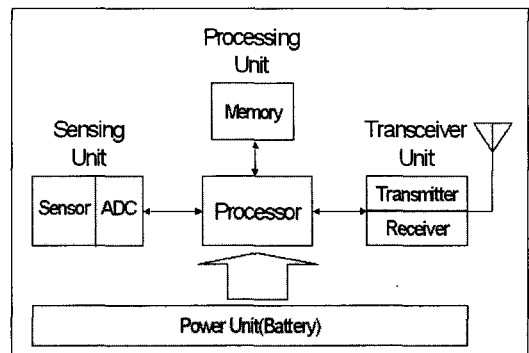 Processing
Unit
Memory
Sensing
Unit
Transceiver
Unit
Sensor
ADC
Processor
Transmitter
Receiver
Power Unit(Battery)